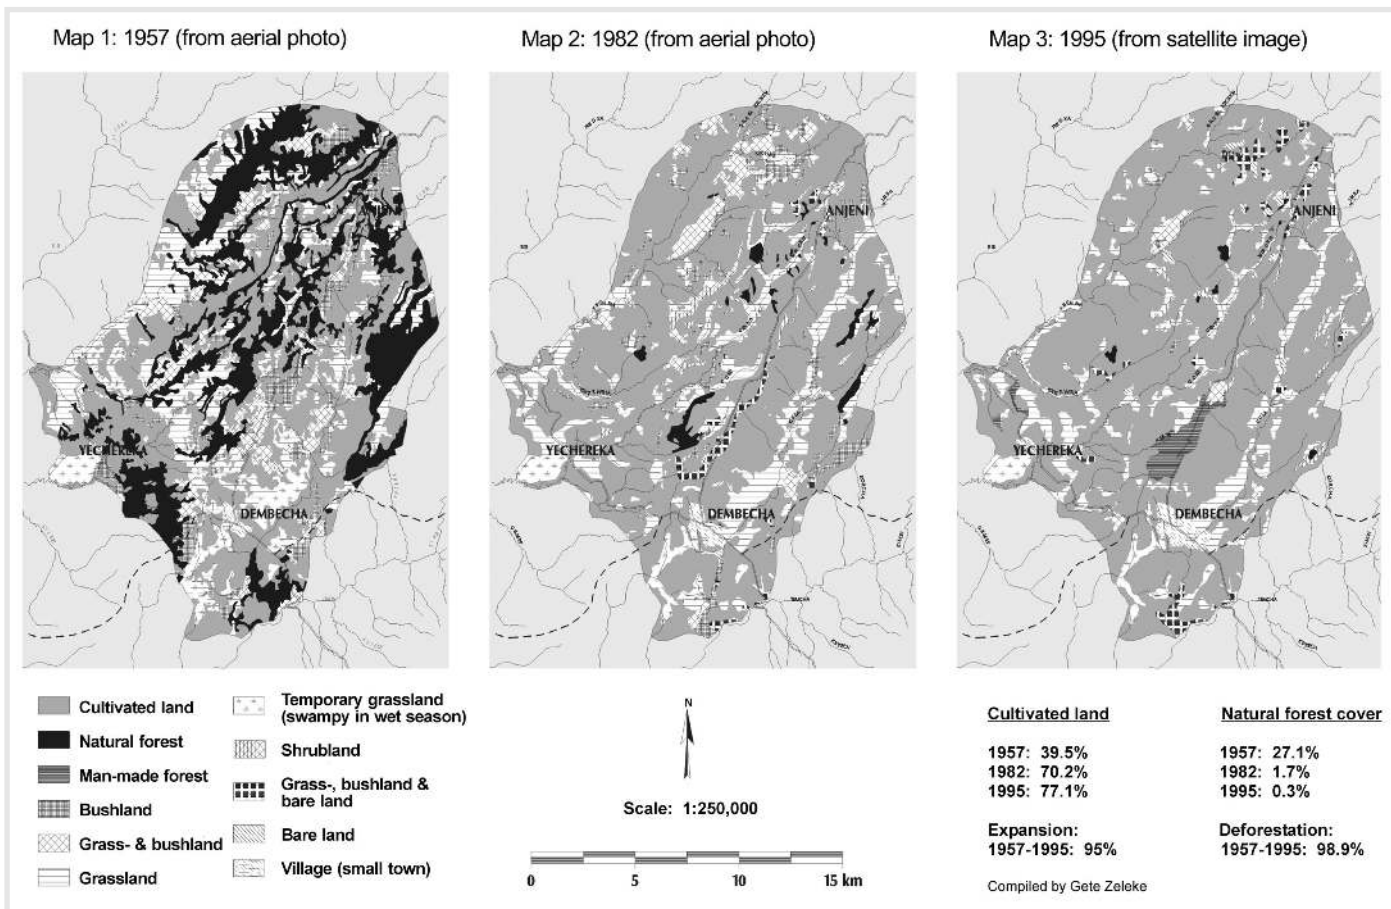 Map 1: 1957 (from aerial photo)
Map 2: 1982 (from aerial photo)
Map 3: 1995 (from satellite image)
ANJENI
YECHEREKA
DEMBECHA
ANJENI
YECHEREKA
DEMBECHA
TEMCHA
ANJENI
YECHEREKA
DEMBECHA
TEMCHA
Cultivated land
Natural forest
Man-made forest
Bushland
Grass- & bushland
Grassland
Temporary grassland
(swampy in wet season)
Shrubland
Grass-, bushland &
bare land
Bare land
Village (small town)
N
Scale: 1:250,000
0 5 10 15 km
Cultivated land
1957: 39.5%
1982: 70.2%
1995: 77.1%
Expansion:
1957-1995: 95%
Natural forest cover
1957: 27.1%
1982: 1.7%
1995: 0.3%
Deforestation:
1957-1995: 98.9%
Compiled by Gete Zeleke